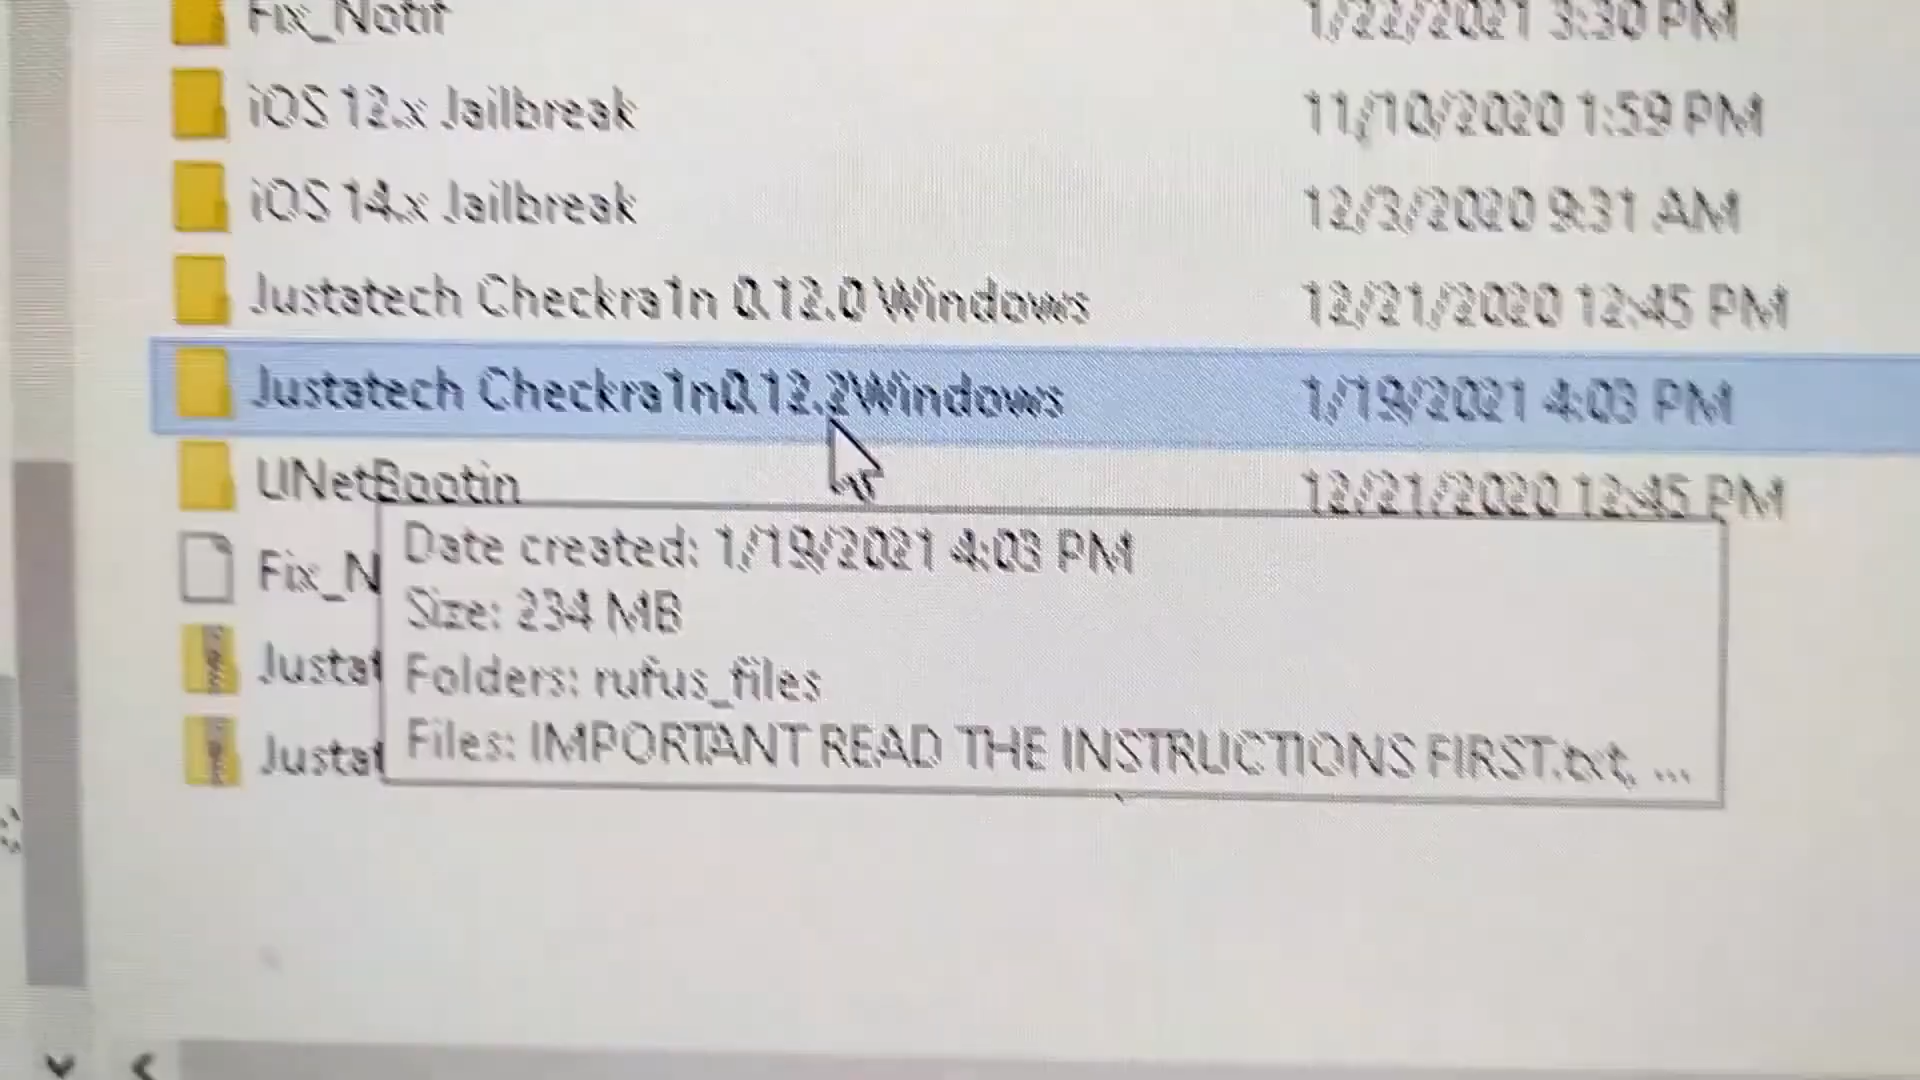 Fix_Notif 1/22/2021 3:30 PM
iOS 12.x Jailbreak 11/10/2020 1:59 PM
iOS 14.x Jailbreak 12/3/2020 9:31 AM
Justatech Checkra1n 0.12.0 Windows 12/21/2020 12:45 PM
Justatech Checkra1n0.12.2Windows 1/19/2021 4:03 PM
UNetBootin 12/21/2020 12:45 PM
Fix_N
Justat
Justat
Date created: 1/19/2021 4:03 PM
Size: 234 MB
Folders: rufus_files
Files: IMPORTANT READ THE INSTRUCTIONS FIRST.txt, ...